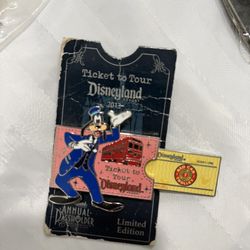 Ticket to Tour
Disneyland
2013
Ticket to
Tour
Disneyland
Disneyland
ANNUAL
PASSHOLDER
Limited
Edition